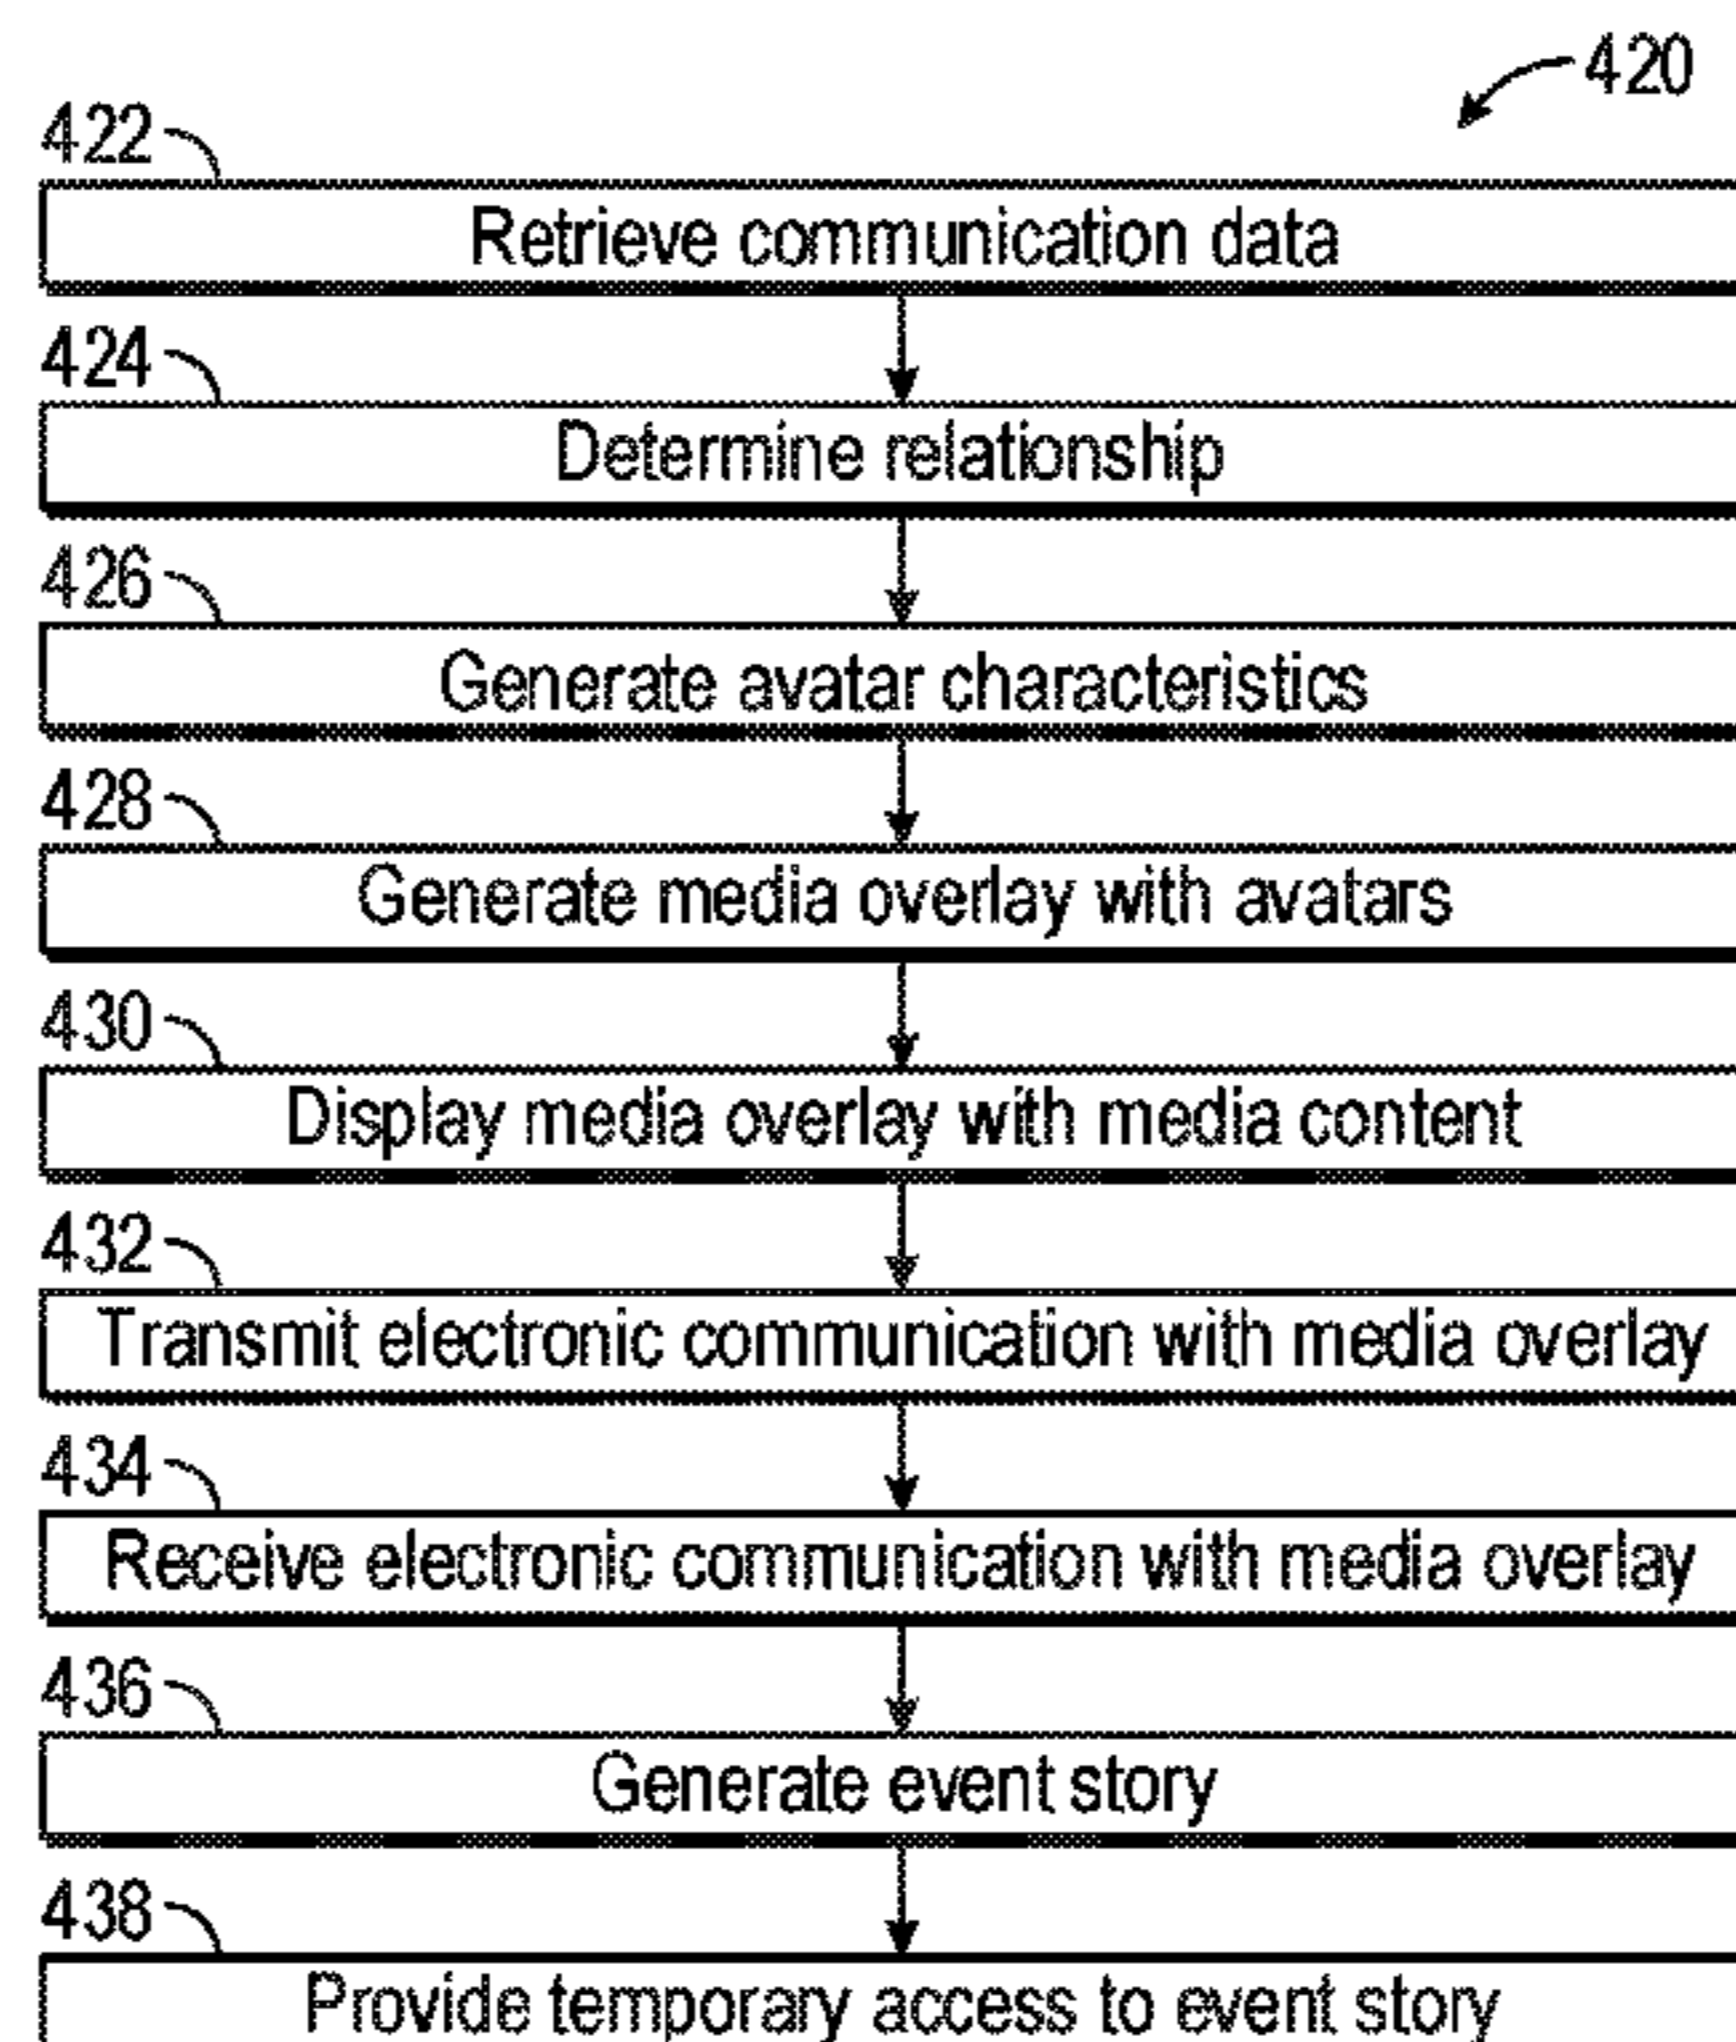 420
422
Retrieve communication data
424
Determine relationship
426
Generate avatar characteristics
428
Generate media overlay with avatars
430
Display media overlay with media content
432
Transmit electronic communication with media overlay
434
Receive electronic communication with media overlay
436
Generate event story
438
Provide temporary access to event story